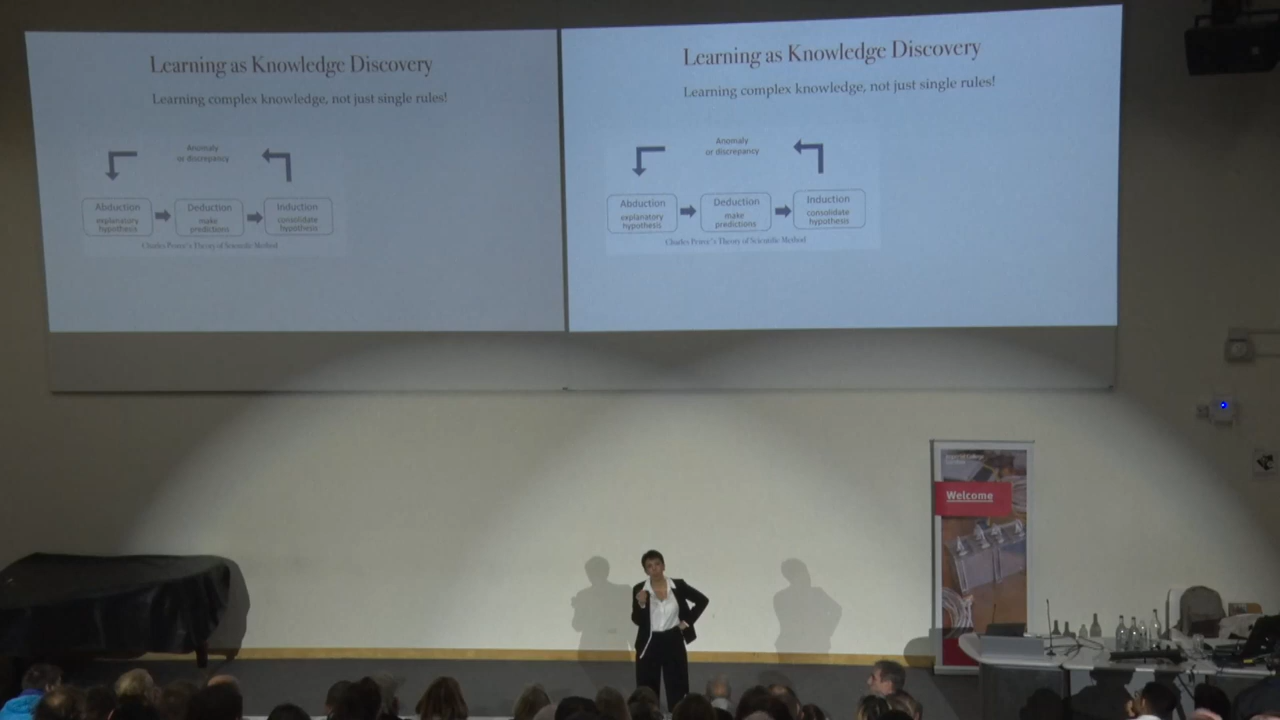 Learning as Knowledge Discovery
Learning complex knowledge, not just single rules!
Anomaly
or discrepancy
Abduction
explanatory
hypothesis
Deduction
make
predictions
Induction
consolidate
hypothesis
Charles Peirce's Theory of Scientific Method
Learning as Knowledge Discovery
Learning complex knowledge, not just single rules!
Anomaly
or discrepancy
Abduction
explanatory
hypothesis
Deduction
make
predictions
Induction
consolidate
hypothesis
Charles Peirce's Theory of Scientific Method
Imperial College
London
Welcome